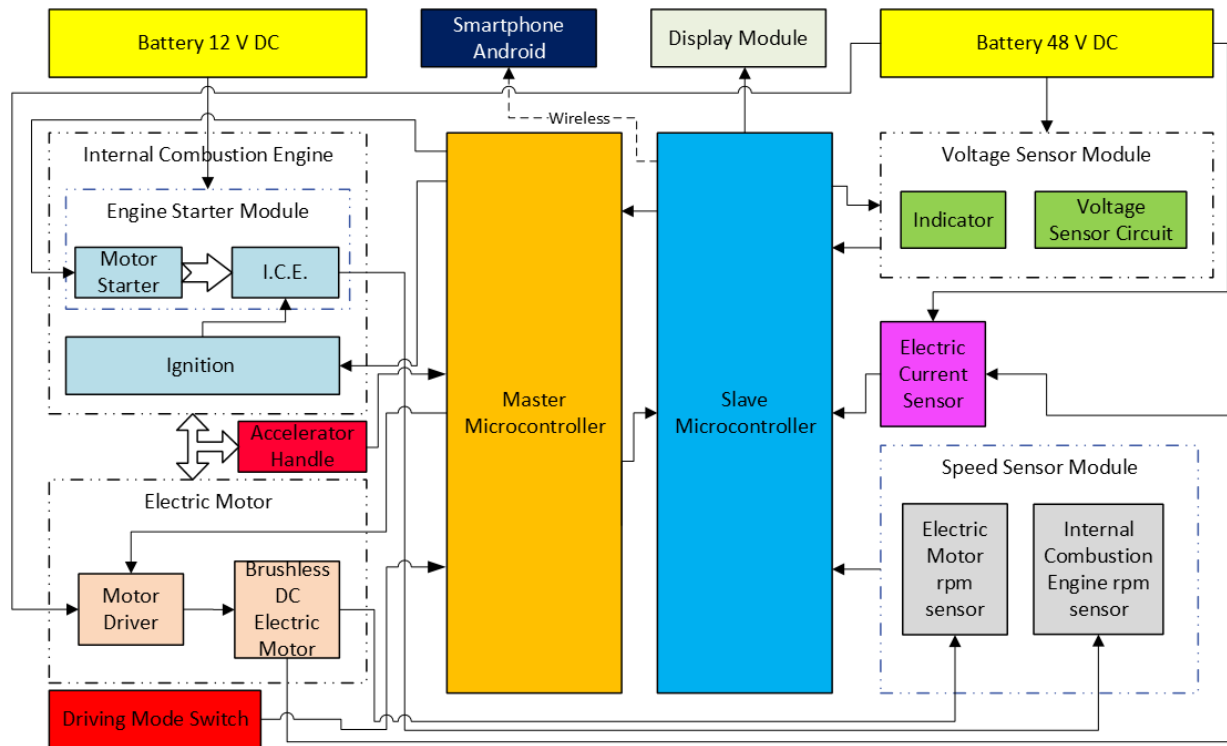 Battery 12 V DC
Smartphone
Android
Display Module
Battery 48 V DC
Wireless
Internal Combustion Engine
Engine Starter Module
Motor
Starter
I.C.E.
Ignition
Accelerator
Handle
Electric Motor
Motor
Driver
Brushless
DC
Electric
Motor
Driving Mode Switch
Master
Microcontroller
Slave
Microcontroller
Voltage Sensor Module
Indicator
Voltage
Sensor Circuit
Electric
Current
Sensor
Speed Sensor Module
Electric
Motor
rpm
sensor
Internal
Combustion
Engine rpm
sensor